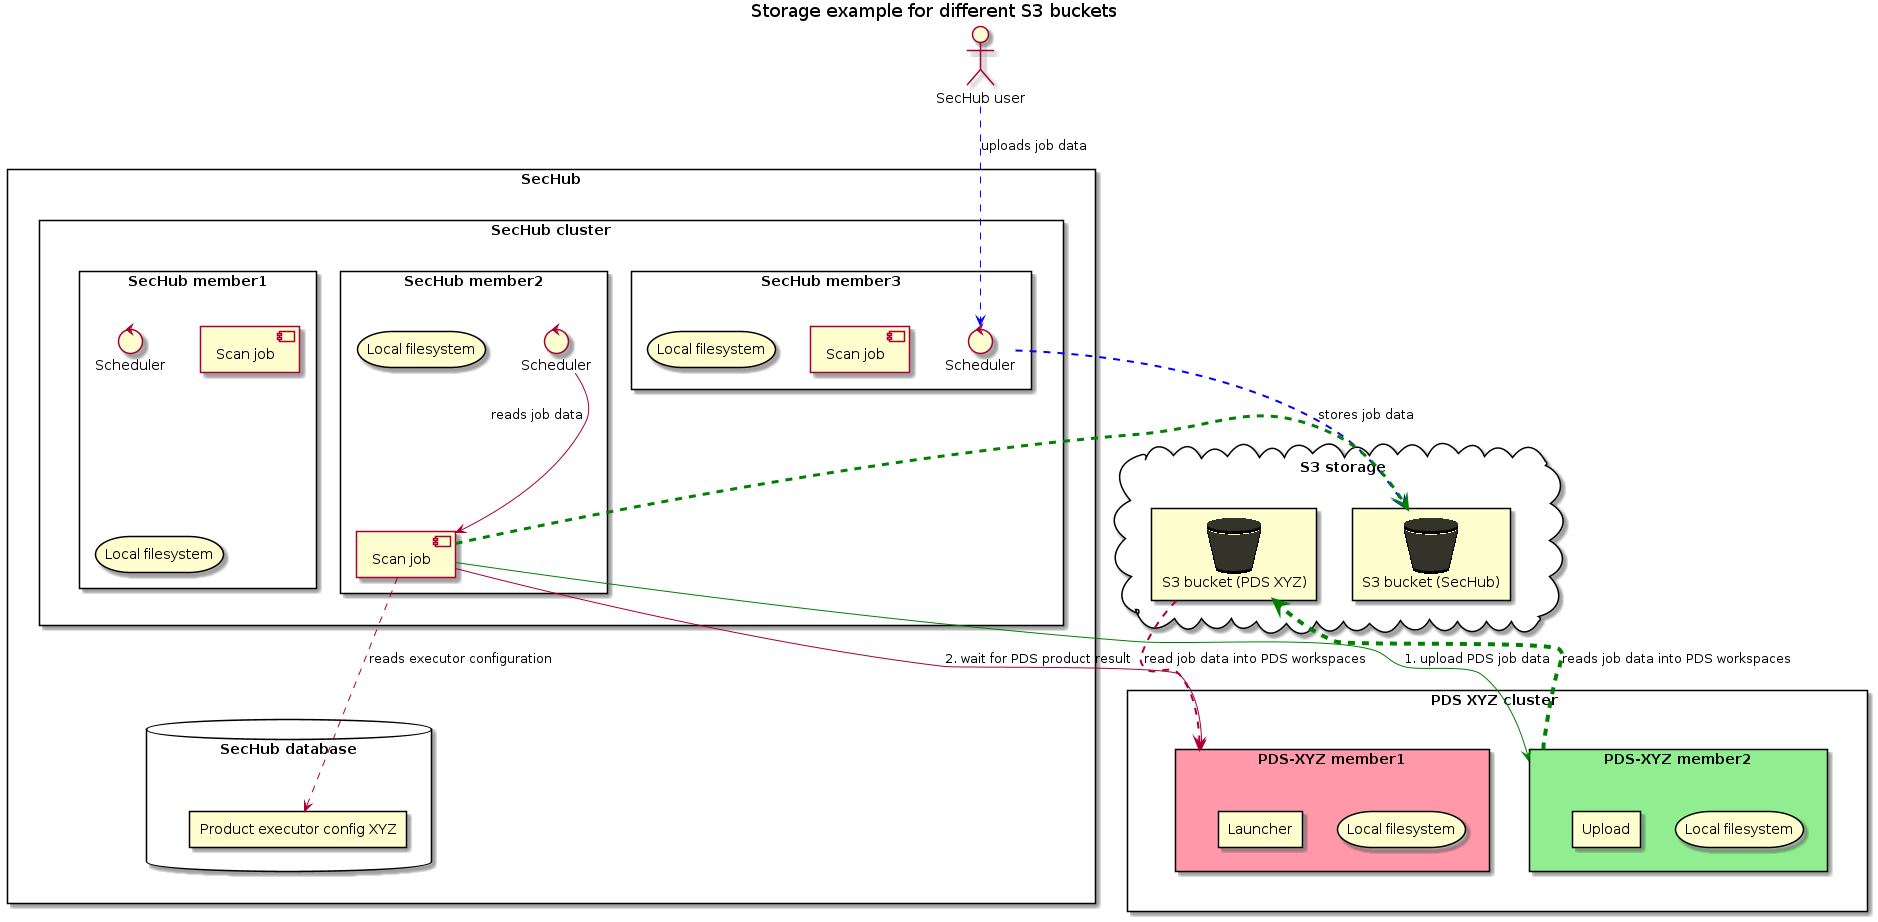 Storage example for different S3 buckets
SecHub user
uploads job data
SecHub
SecHub cluster
SecHub member1
SecHub member2
SecHub member3
Scheduler
Scan job
Local filesystem
Scheduler
Local filesystem
Scan job
Scheduler
reads job data
stores job data
S3 storage
Local filesystem
Scan job
S3 bucket (PDS XYZ)
S3 bucket (SecHub)
reads executor configuration
2. wait for PDS product result
read job data into PDS workspaces
1. upload PDS job data
reads job data into PDS workspaces
PDS XYZ cluster
SecHub database
PDS-XYZ member1
PDS-XYZ member2
Product executor config XYZ
Launcher
Local filesystem
Upload
Local filesystem